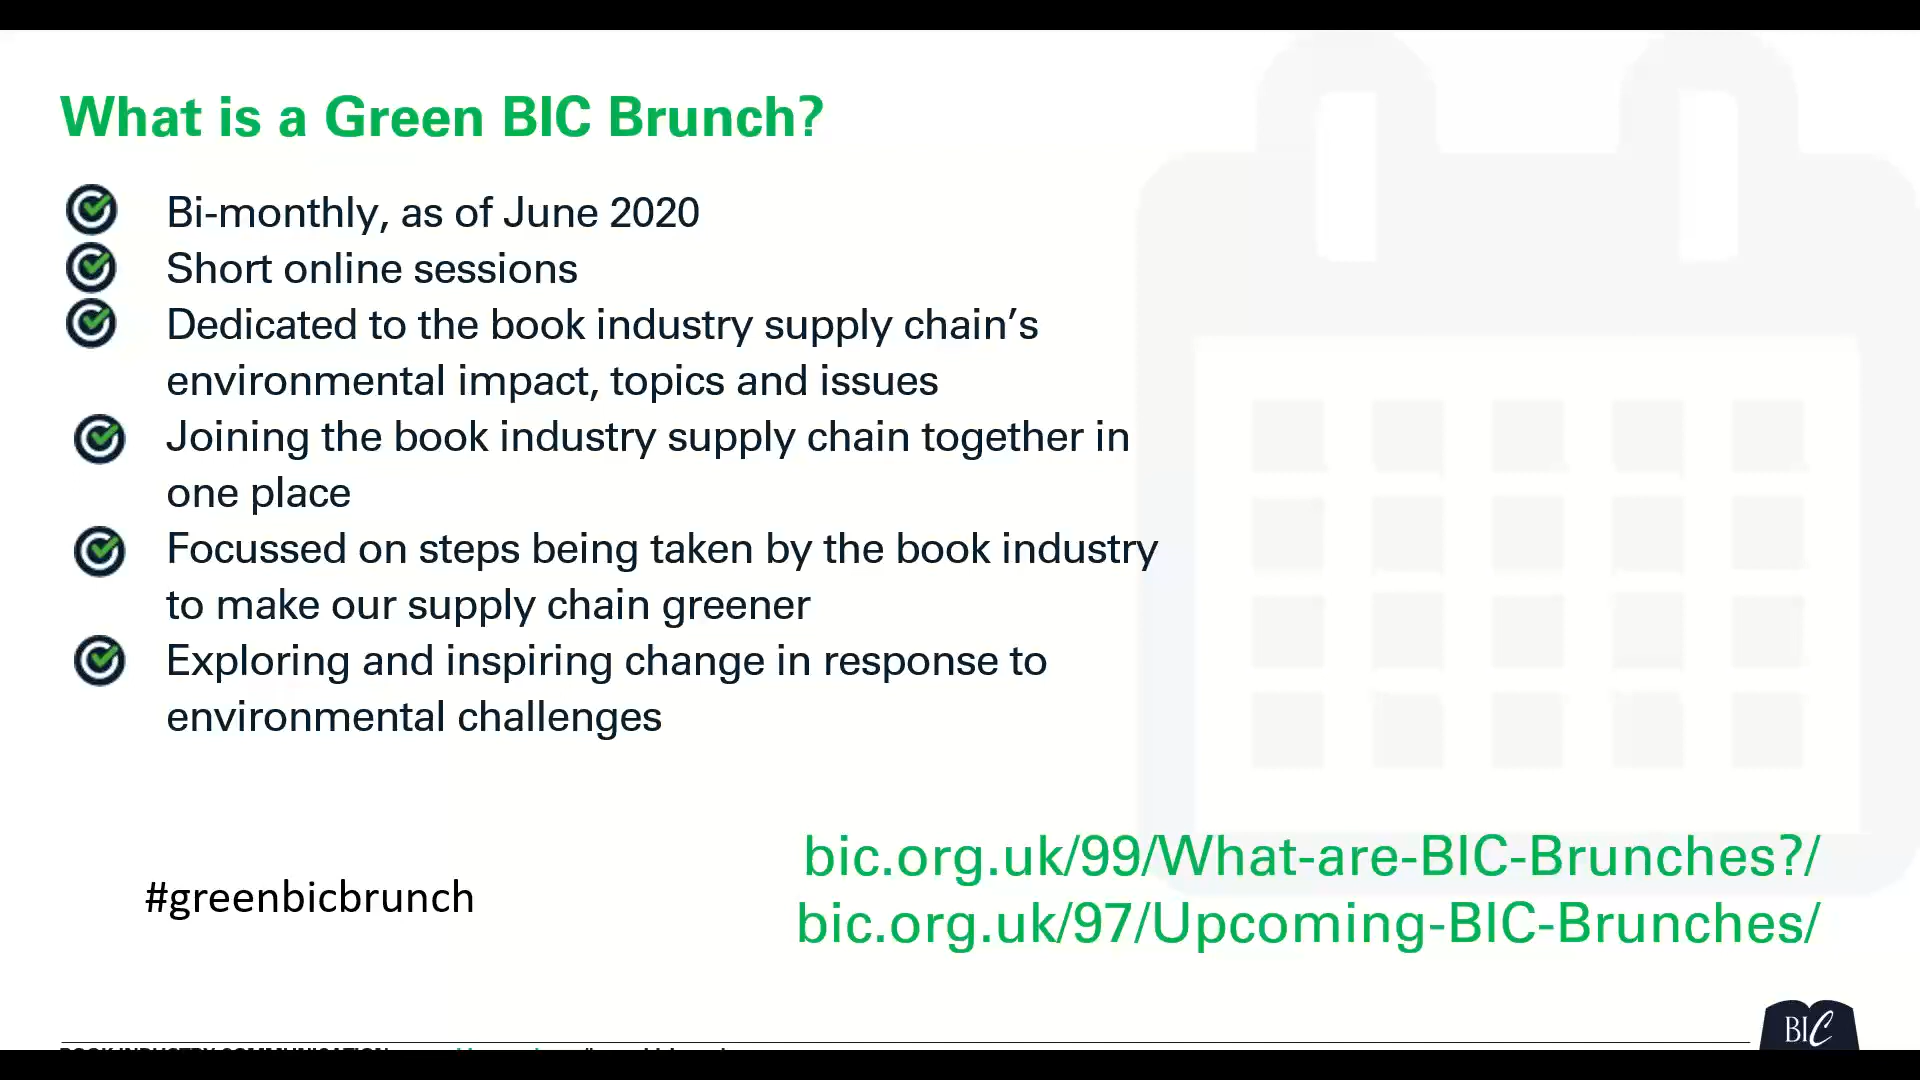 What is a Green BIC Brunch?
Bi-monthly, as of June 2020
Short online sessions
Dedicated to the book industry supply chain’s
environmental impact, topics and issues
Joining the book industry supply chain together in
one place
Focussed on steps being taken by the book industry
to make our supply chain greener
Exploring and inspiring change in response to
environmental challenges
bic.org.uk/99/What-are-BIC-Brunches?/
#greenbicbrunch
bic.org.uk/97/Upcoming-BIC-Brunches/
BIC
BOOK INDUSTRY COMMUNICATION